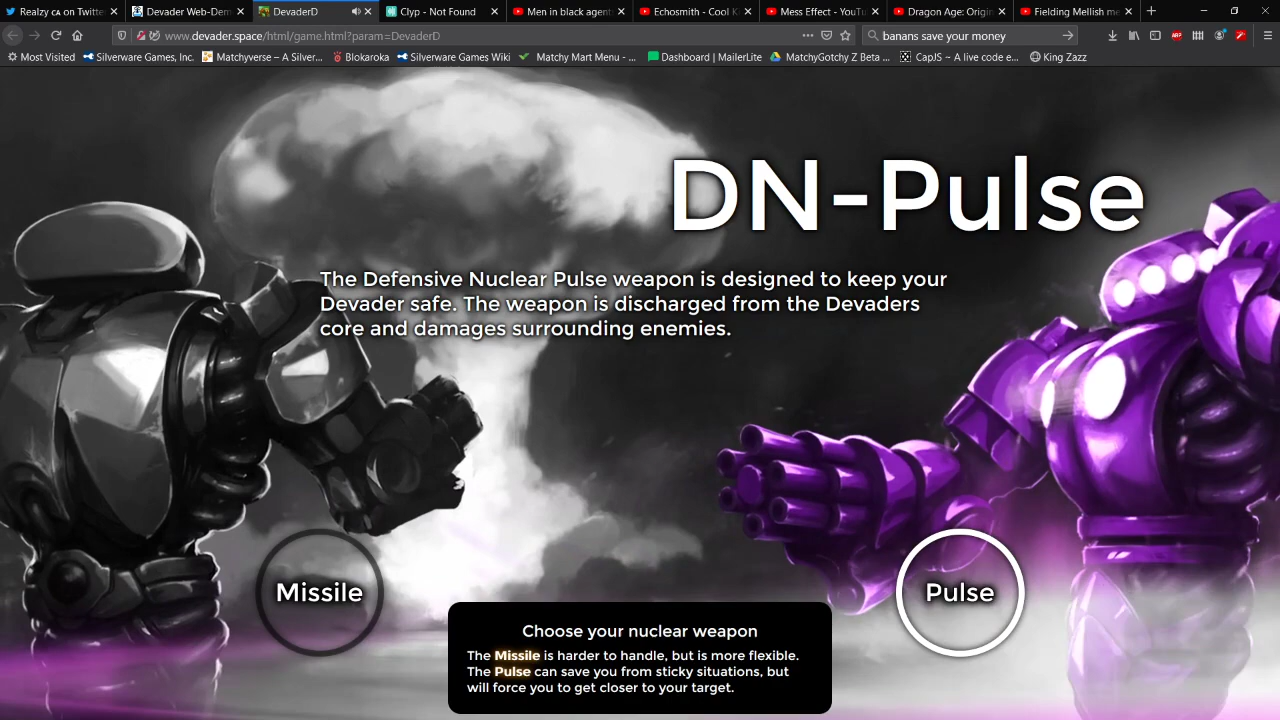 Realzy ca on Twitte
Devader Web-Dem
DevaderD
Clyp - Not Found
Men in black agent
Echosmith - Cool K
Mess Effect - YouTu
Dragon Age: Origin
Fielding Mellish me
www.devader.space/html/game.html?param=DevaderD
banans save your money
Most Visited
Silverware Games, Inc.
Matchyverse – A Silver...
Blokaroka
Silverware Games Wiki
Matchy Mart Menu - ...
Dashboard | MailerLite
MatchyGotchy Z Beta ...
CapJS ~ A live code e...
King Zazz
DN-Pulse
The Defensive Nuclear Pulse weapon is designed to keep your
Devader safe. The weapon is discharged from the Devaders
core and damages surrounding enemies.
Missile
Pulse
Choose your nuclear weapon
The Missile is harder to handle, but is more flexible.
The Pulse can save you from sticky situations, but
will force you to get closer to your target.